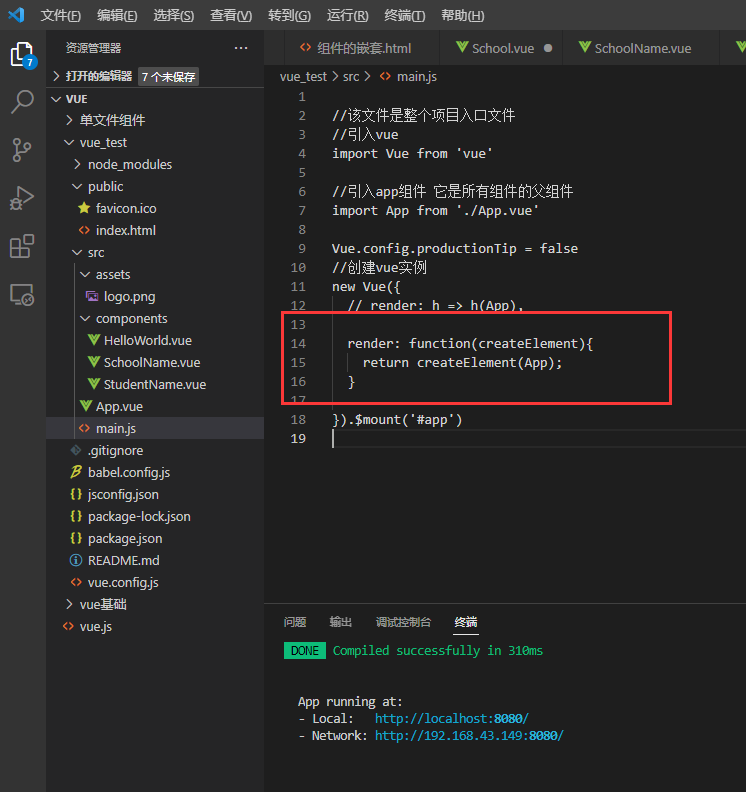 文件(F) 编辑(E) 选择(S) 查看(V) 转到(G) 运行(R) 终端(T) 帮助(H)
资源管理器 ···
组件的嵌套.html School.vue SchoolName.vue
打开的编辑器 7 个未保存
vue_test > src > main.js
7
VUE
单文件组件
vue_test
node_modules
public
favicon.ico
index.html
src
assets
logo.png
components
HelloWorld.vue
SchoolName.vue
StudentName.vue
App.vue
main.js
.gitignore
babel.config.js
jsconfig.json
package-lock.json
package.json
README.md
vue.config.js
vue基础
vue.js
1
2 //该文件是整个项目入口文件
3 //引入vue
4 import Vue from 'vue'
5
6 //引入app组件 它是所有组件的父组件
7 import App from './App.vue'
8
9 Vue.config.productionTip = false
10 //创建vue实例
11 new Vue({
12 // render: h => h(App),
13
14 render: function(createElement){
15 return createElement(App);
16 }
17
18 }).$mount('#app')
19
问题 输出 调试控制台 终端
DONE Compiled successfully in 310ms
App running at:
- Local: http://localhost:8080/
- Network: http://192.168.43.149:8080/